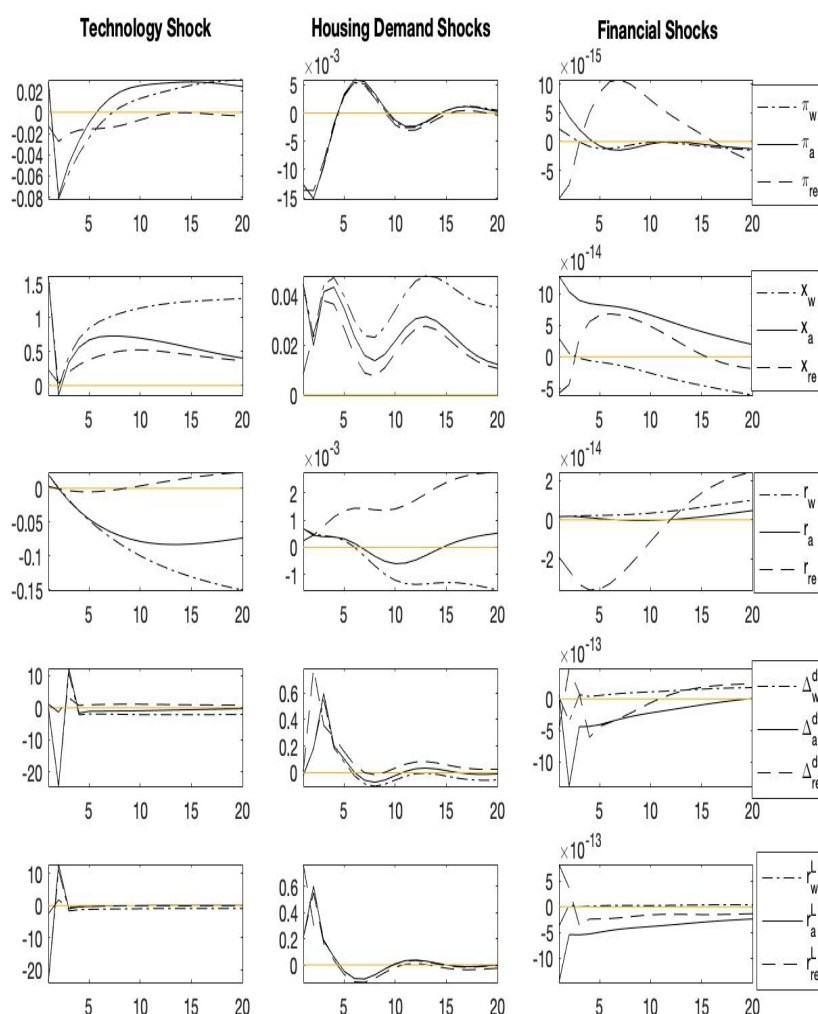 Technology Shock Housing Demand Shocks Financial Shocks
×10^-3 ×10^-15
0.02 0 -0.02 -0.04 -0.06 -0.08
5 0 -5 -10 -15
10 5 0 -5
π_w
π_a
π_re
5 10 15 20 5 10 15 20 5 10 15 20
×10^-14
1.5 1 0.5 0
0.04 0.02 0
10 5 0 -5
x_w
x_a
x_re
5 10 15 20 5 10 15 20 5 10 15 20
×10^-3 ×10^-14
0 -0.05 -0.1 -0.15
2 1 0 -1
2 0 -2
r_w
r_a
r_re
5 10 15 20 5 10 15 20 5 10 15 20
×10^-13
10 0 -10 -20
0.6 0.4 0.2 0
5 0 -5 -10
Δ_w^d
Δ_a^d
Δ_re^d
5 10 15 20 5 10 15 20 5 10 15 20
×10^-13
10 0 -10 -20
0.6 0.4 0.2 0
5 0 -5 -10
r_w^L
r_a^L
r_re^L
5 10 15 20 5 10 15 20 5 10 15 20